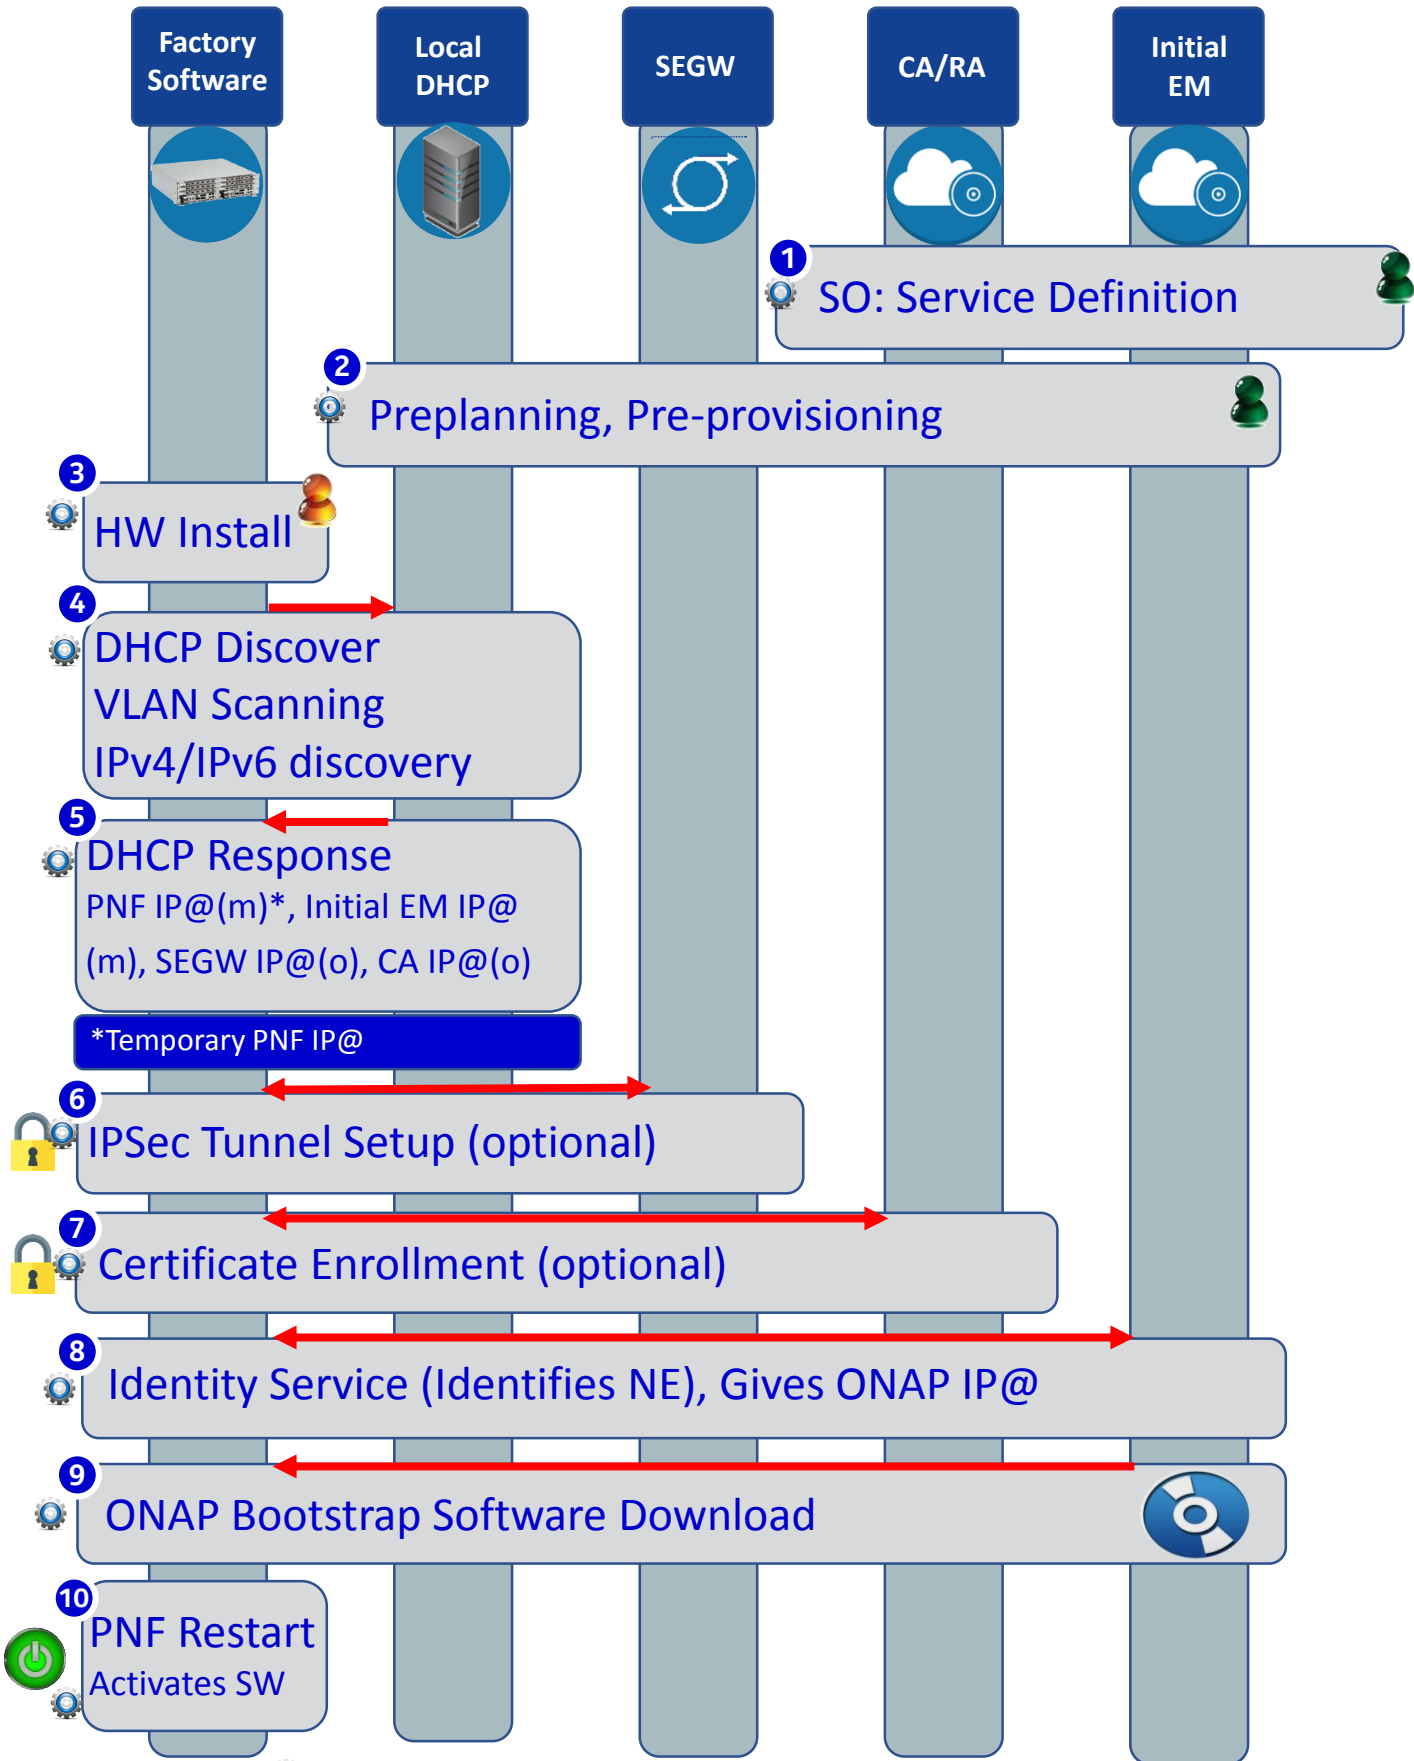 Factory
Software
Local
DHCP
SEGW
CA/RA
Initial
EM
1
SO: Service Definition
2
Preplanning, Pre-provisioning
3
HW Install
4
DHCP Discover
VLAN Scanning
IPv4/IPv6 discovery
5
DHCP Response
PNF IP@(m)*, Initial EM IP@
(m), SEGW IP@(o), CA IP@(o)
*Temporary PNF IP@
6
IPSec Tunnel Setup (optional)
7
Certificate Enrollment (optional)
8
Identity Service (Identifies NE), Gives ONAP IP@
9
ONAP Bootstrap Software Download
10
PNF Restart
Activates SW